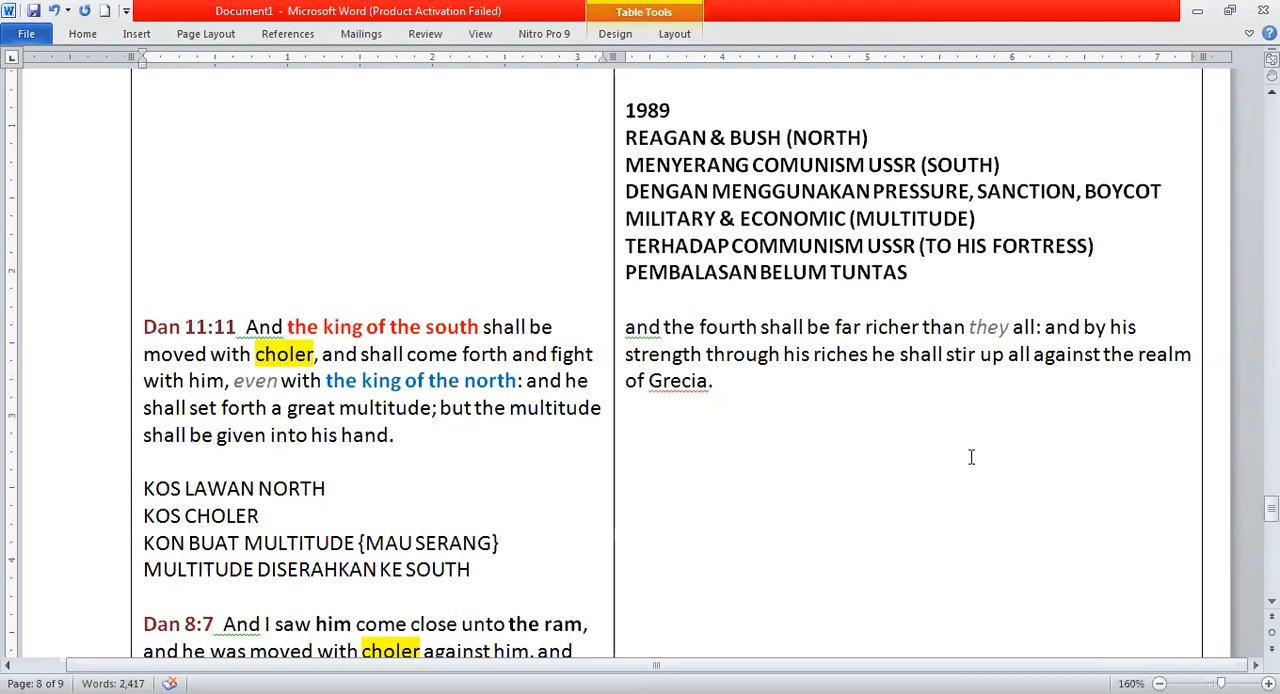 Document1 - Microsoft Word (Product Activation Failed)
Table Tools
File Home Insert Page Layout References Mailings Review View Nitro Pro 9 Design Layout
1 2 3 4 5 6 7
1989
REAGAN & BUSH (NORTH)
MENYERANG COMUNISM USSR (SOUTH)
DENGAN MENGGUNAKAN PRESSURE, SANCTION, BOYCOT
MILITARY & ECONOMIC (MULTITUDE)
TERHADAP COMMUNISM USSR (TO HIS FORTRESS)
PEMBALASAN BELUM TUNTAS
Dan 11:11 And the king of the south shall be
moved with choler, and shall come forth and fight
with him, even with the king of the north: and he
shall set forth a great multitude; but the multitude
shall be given into his hand.
KOS LAWAN NORTH
KOS CHOLER
KON BUAT MULTITUDE {MAU SERANG}
MULTITUDE DISERAHKAN KE SOUTH
Dan 8:7 And I saw him come close unto the ram,
and he was moved with choler against him, and
and the fourth shall be far richer than they all: and by his
strength through his riches he shall stir up all against the realm
of Grecia.
Page: 8 of 9 Words: 2,417 160%